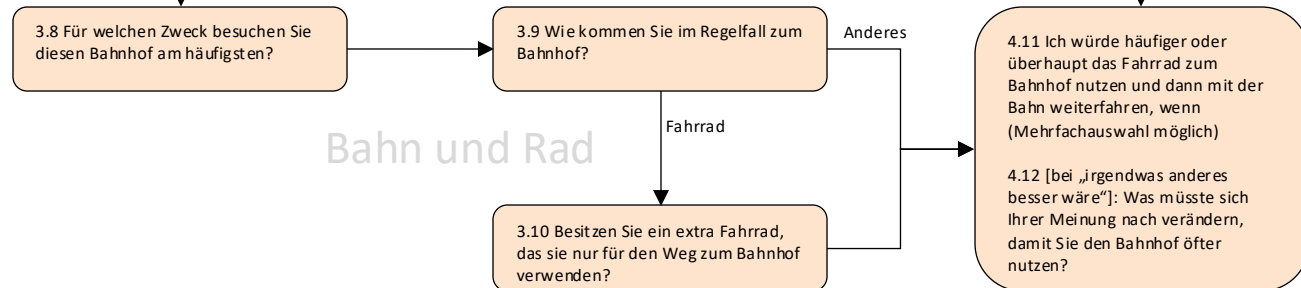 3.8 Für welchen Zweck besuchen Sie
diesen Bahnhof am häufigsten?
3.9 Wie kommen Sie im Regelfall zum
Bahnhof?
Anderes
4.11 Ich würde häufiger oder
überhaupt das Fahrrad zum
Bahnhof nutzen und dann mit der
Bahn weiterfahren, wenn
(Mehrfachauswahl möglich)
4.12 [bei „irgendwas anderes
besser wäre“]: Was müsste sich
Ihrer Meinung nach verändern,
damit Sie den Bahnhof öfter
nutzen?
Fahrrad
Bahn und Rad
3.10 Besitzen Sie ein extra Fahrrad,
das sie nur für den Weg zum Bahnhof
verwenden?